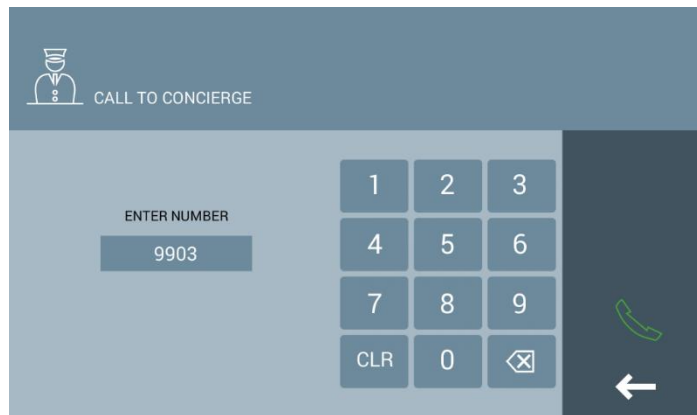 CALL TO CONCIERGE
ENTER NUMBER
9903
1 2 3
4 5 6
7 8 9
CLR 0